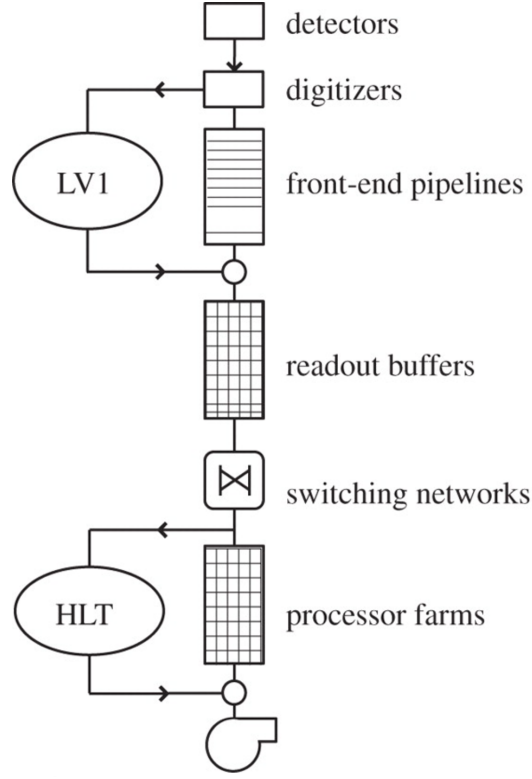 detectors
digitizers
LV1
front-end pipelines
readout buffers
switching networks
HLT
processor farms